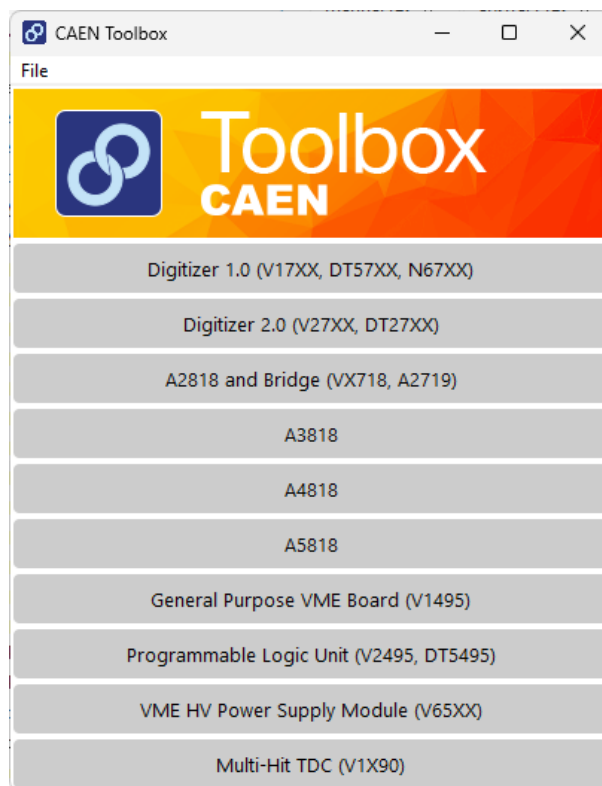 CAEN Toolbox
File
Toolbox
CAEN
Digitizer 1.0 (V17XX, DT57XX, N67XX)
Digitizer 2.0 (V27XX, DT27XX)
A2818 and Bridge (VX718, A2719)
A3818
A4818
A5818
General Purpose VME Board (V1495)
Programmable Logic Unit (V2495, DT5495)
VME HV Power Supply Module (V65XX)
Multi-Hit TDC (V1X90)